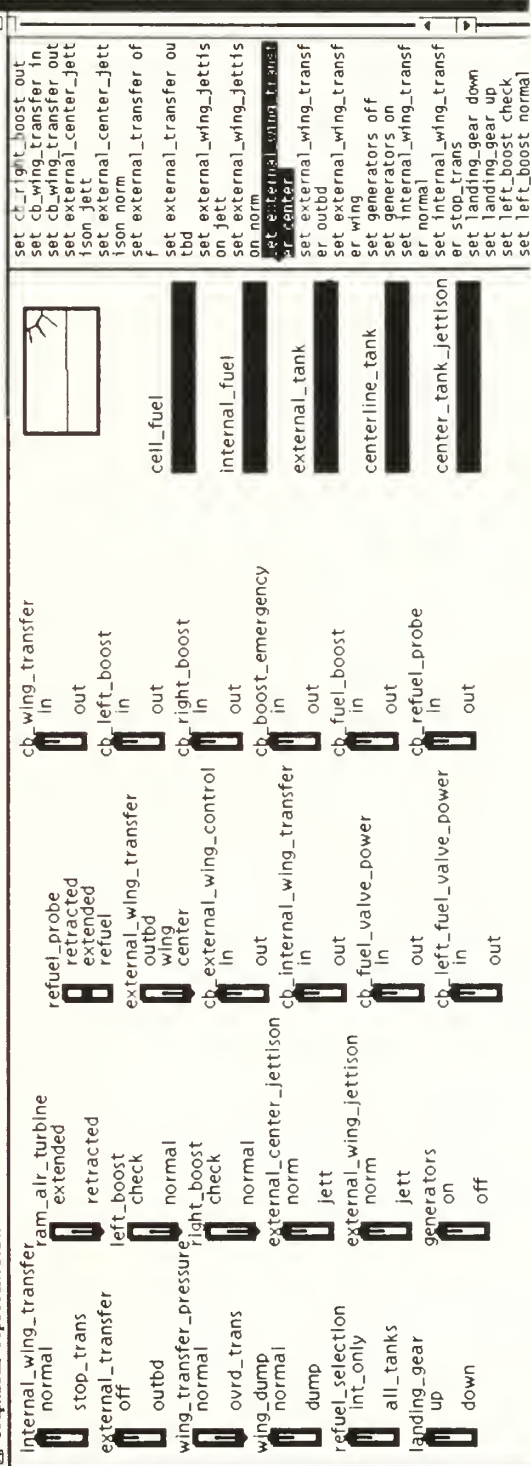 internal_wing_transfer
normal
stop_trans
external_transfer
off
outbd
wing_transfer_pressure
normal
ovrd_trans
wing_dump
normal
dump
refuel_selection
int_only
all_tanks
landing_gear
up
down
ram_air_turbine
extended
retracted
left_boost
check
normal
right_boost
check
normal
external_center_jettison
norm
jett
external_wing_jettison
norm
jett
generators
on
off
refuel_probe
retracted
extended
refuel
external_wing_transfer
outbd
wing
center
cb_external_wing_control
in
out
cb_internal_wing_transfer
in
out
cb_fuel_valve_power
in
out
cb_left_fuel_valve_power
in
out
cb_wing_transfer
in
out
cb_left_boost
in
out
cb_right_boost
in
out
cb_boost_emergency
in
out
cb_fuel_boost
in
out
cb_refuel_probe
in
out
cell_fuel
internal_fuel
external_tank
centerline_tank
center_tank_jettison
set cb_right_boost out
set cb_wing_transfer in
set cb_wing_transfer out
set external_center_jett
ison jett
set external_center_jett
ison norm
set external_transfer of
f
set external_transfer ou
tbd
set external_wing_jettis
on jett
set external_wing_jettis
on norm
set external_wing_transf
er center
set external_wing_transf
er outbd
set external_wing_transf
er wing
set generators off
set generators on
set internal_wing_transf
er normal
set internal_wing_transf
er stop_trans
set landing_gear down
set landing_gear up
set left_boost check
set left_boost normal